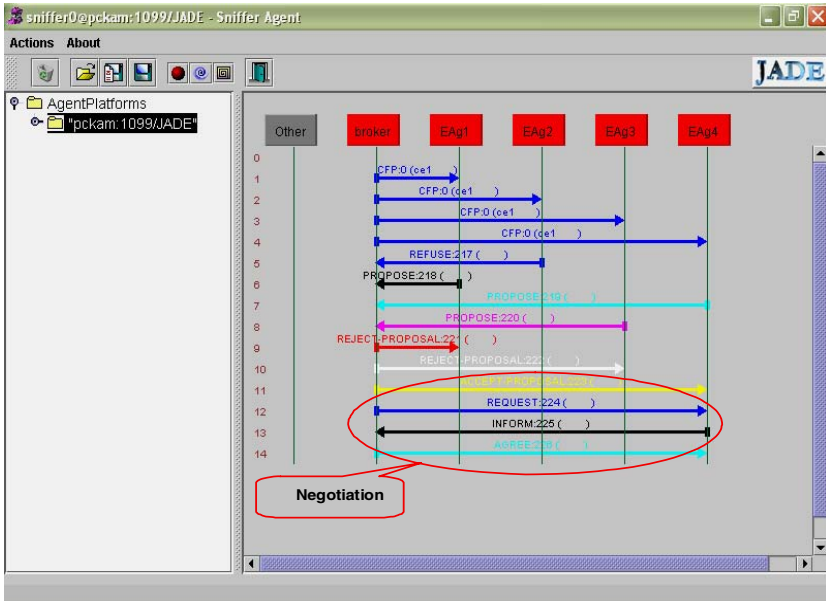 sniffer0@pckam:1099/JADE - Sniffer Agent
Actions About
JADE
AgentPlatforms
"pckam:1099/JADE"
Other broker EAg1 EAg2 EAg3 EAg4
0
1 CFP:0 (ce1 )
2 CFP:0 (ce1 )
3 CFP:0 (ce1 )
4 CFP:0 (ce1 )
5 REFUSE:217 ( )
6 PROPOSE:218 ( )
7 PROPOSE:219 ( )
8 PROPOSE:220 ( )
9 REJECT-PROPOSAL:221 ( )
10 REJECT-PROPOSAL:222 ( )
11 ACCEPT-PROPOSAL:223 (
12 REQUEST:224 ( )
13 INFORM:225 ( )
14 AGREE:226 ( )
Negotiation